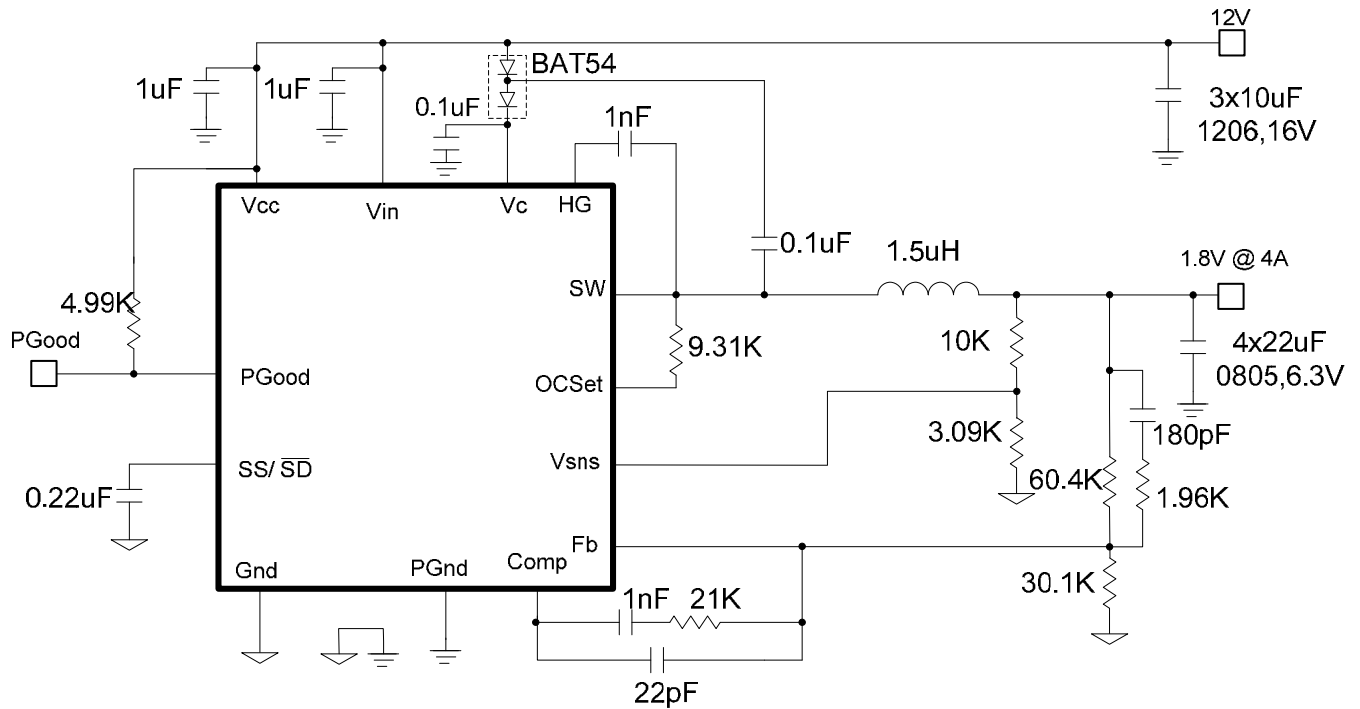 12V
BAT54
1uF
1uF
0.1uF
1nF
3x10uF
1206,16V
Vcc
Vin
Vc
HG
0.1uF
1.5uH
1.8V @ 4A
SW
4.99K
9.31K
10K
4x22uF
0805,6.3V
PGood
PGood
OCSet
3.09K
180pF
Vsns
SS/ SD
60.4K
1.96K
0.22uF
Fb
Comp
Gnd
PGnd
30.1K
1nF
21K
22pF